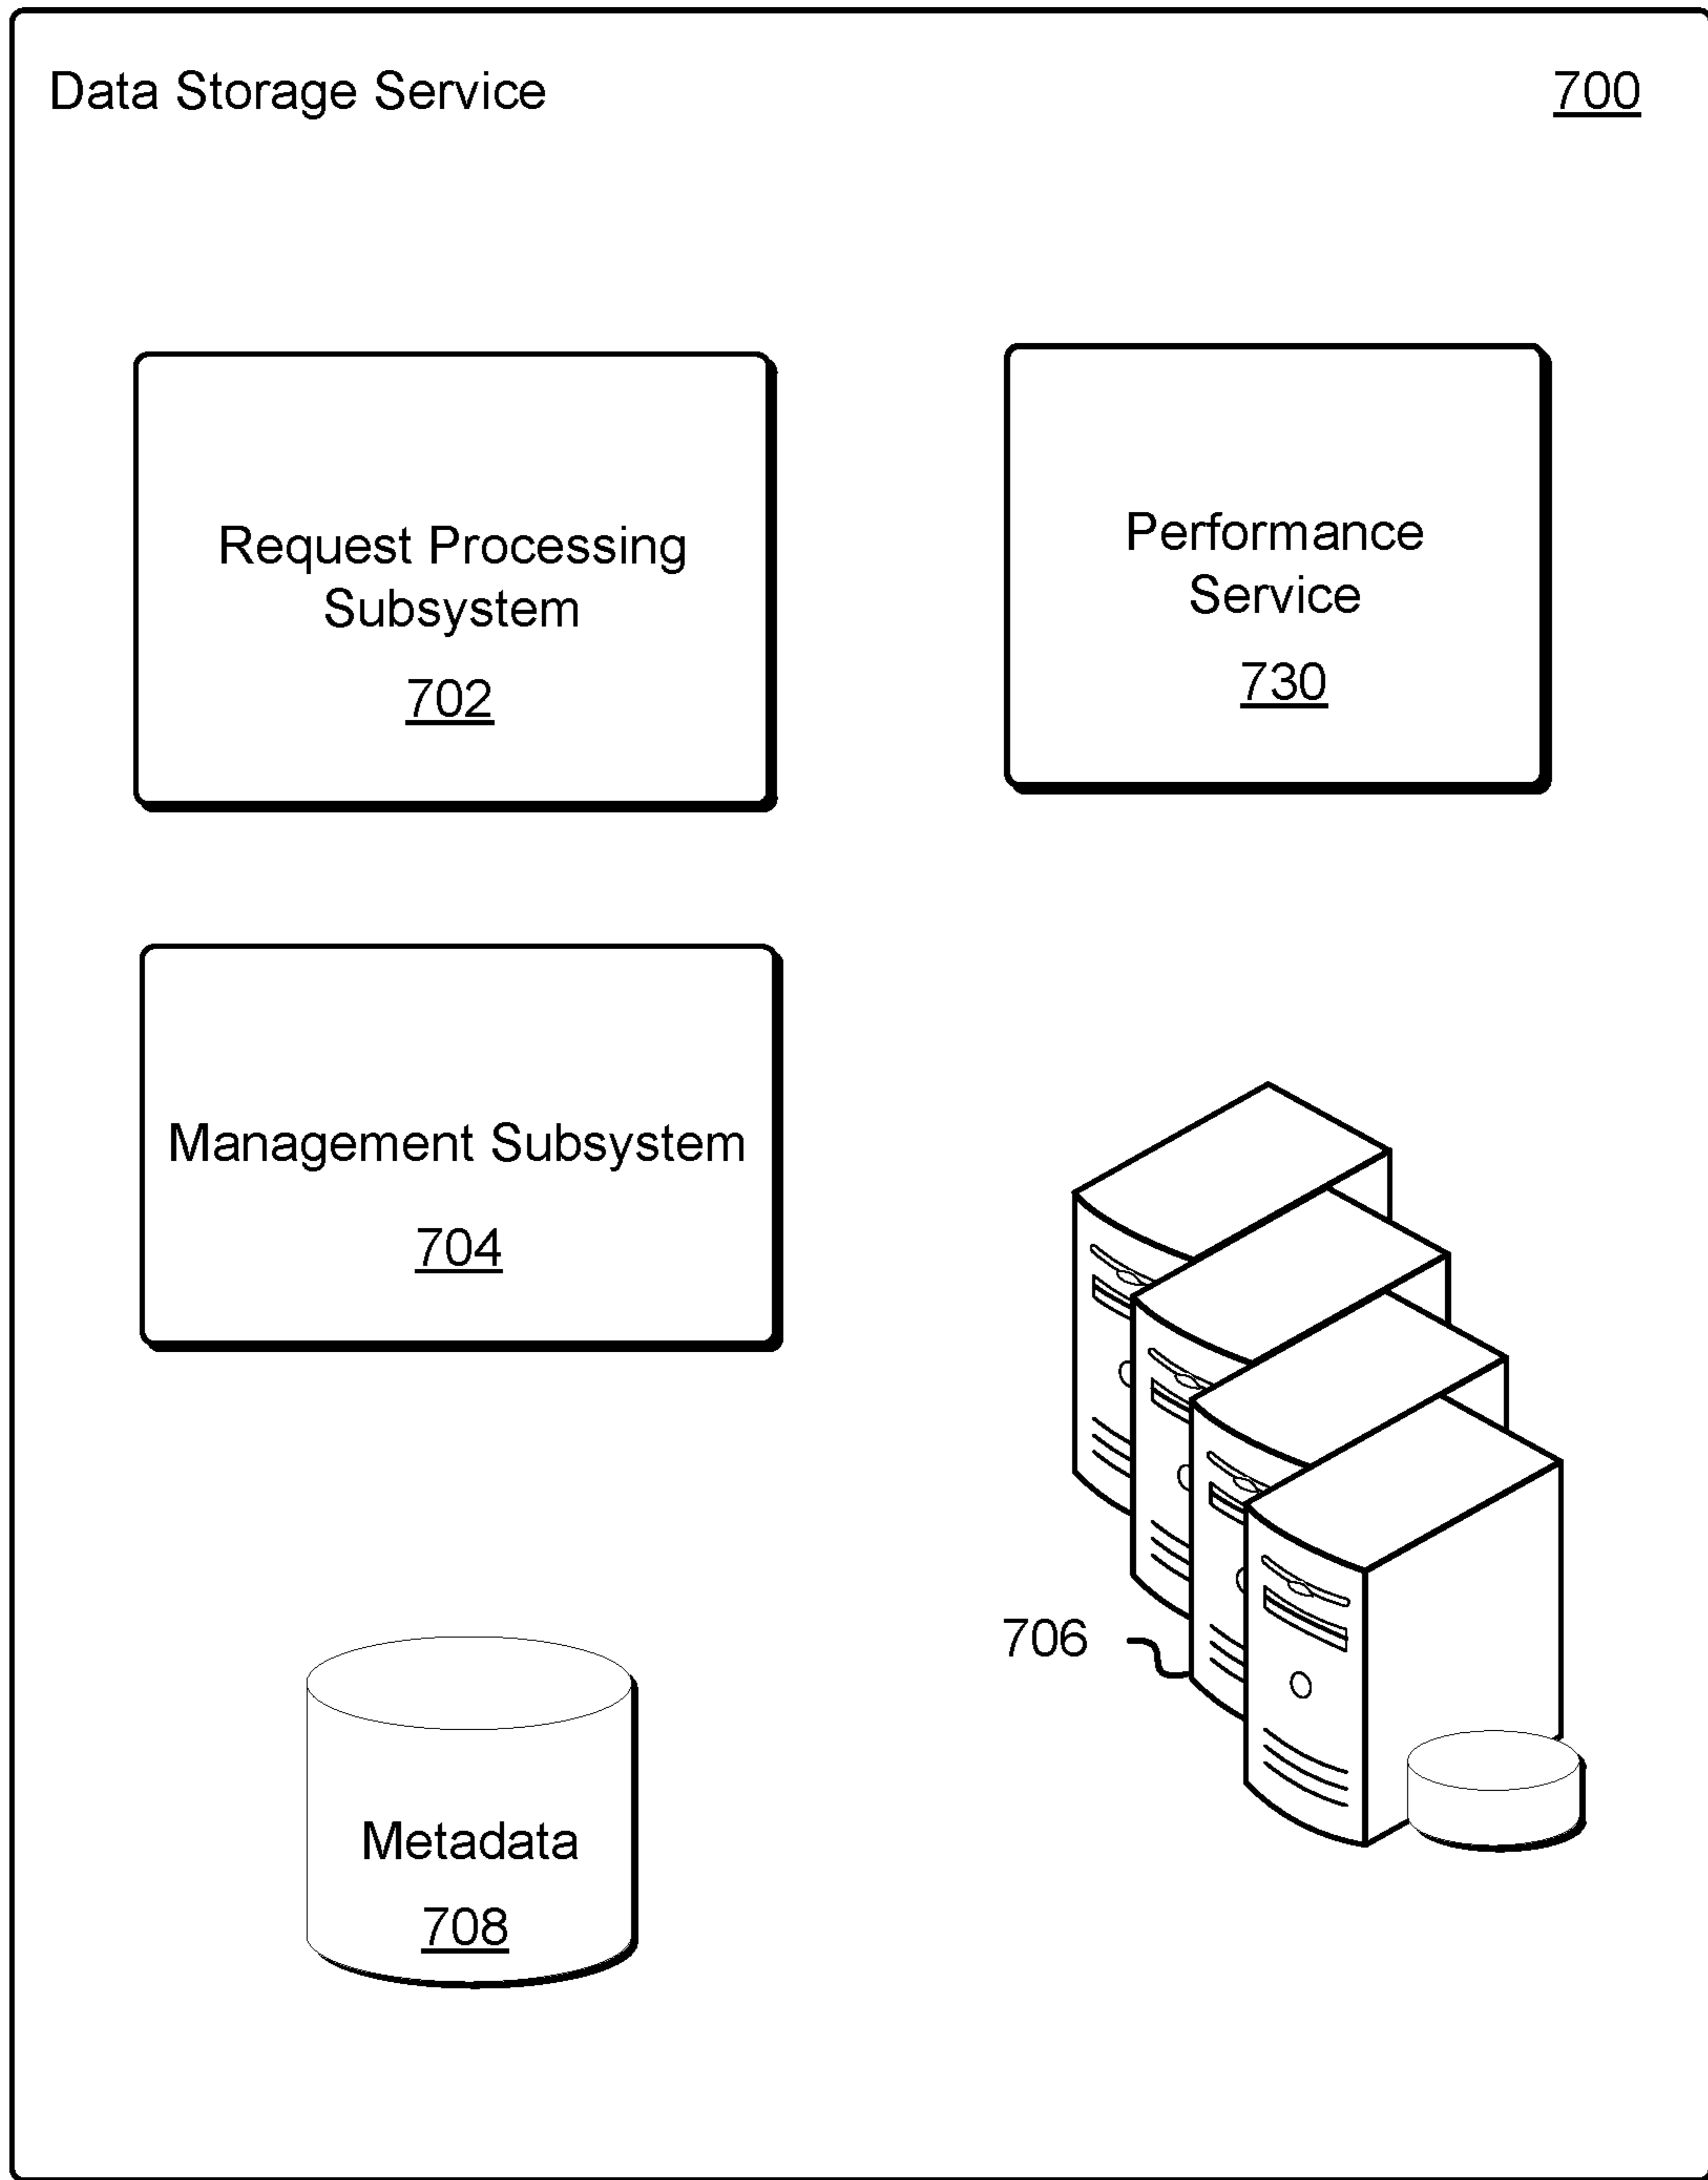 Data Storage Service
700
Request Processing
Subsystem
702
Performance
Service
730
Management Subsystem
704
706
Metadata
708